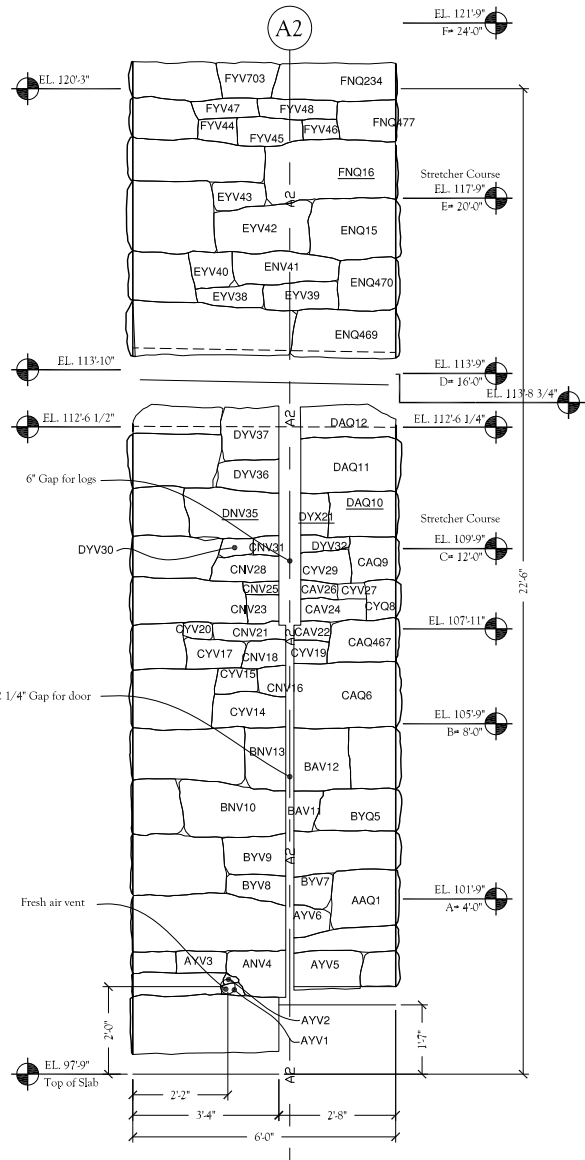 A2
EL. 121'-9"
F= 24'-0"
EL. 120'-3"
FYV703
FNQ234
FYV47
FYV48
FYV44
FYV45
FYV46
FNQ477
FNQ16
Stretcher Course
EL. 117'-9"
E= 20'-0"
EYV43
A2
EYV42
ENQ15
ENV41
EYV40
ENQ470
EYV38
EYV39
ENQ469
EL. 113'-10"
EL. 113'-9"
D= 16'-0"
EL. 113'-8 3/4"
EL. 112'-6 1/2"
A2
DAQ12
EL. 112'-6 1/4"
DYV37
DYV36
DAQ11
6" Gap for logs
DNV35
DYX21
DAQ10
Stretcher Course
EL. 109'-9"
C= 12'-0"
DYV30
CNV31
DYV32
CNV28
CYV29
CAQ9
22'-6"
CNV25
CAV26
CYV27
CNV23
CAV24
CYQ8
EL. 107'-11"
CYV20
CNV21
A2
CAV22
CAQ467
CYV17
CNV18
CYV19
CYV15
CNV16
CAQ6
2 1/4" Gap for door
CYV14
EL. 105'-9"
B= 8'-0"
BNV13
BAV12
BNV10
BAV11
BYQ5
BYV9
A2
BYV8
BYV7
AAQ1
EL. 101'-9"
A= 4'-0"
Fresh air vent
AYV6
AYV3
ANV4
AYV5
AYV2
AYV1
2'-0"
1'-7"
EL. 97'-9"
Top of Slab
A2
2'-2"
3'-4"
2'-8"
6'-0"